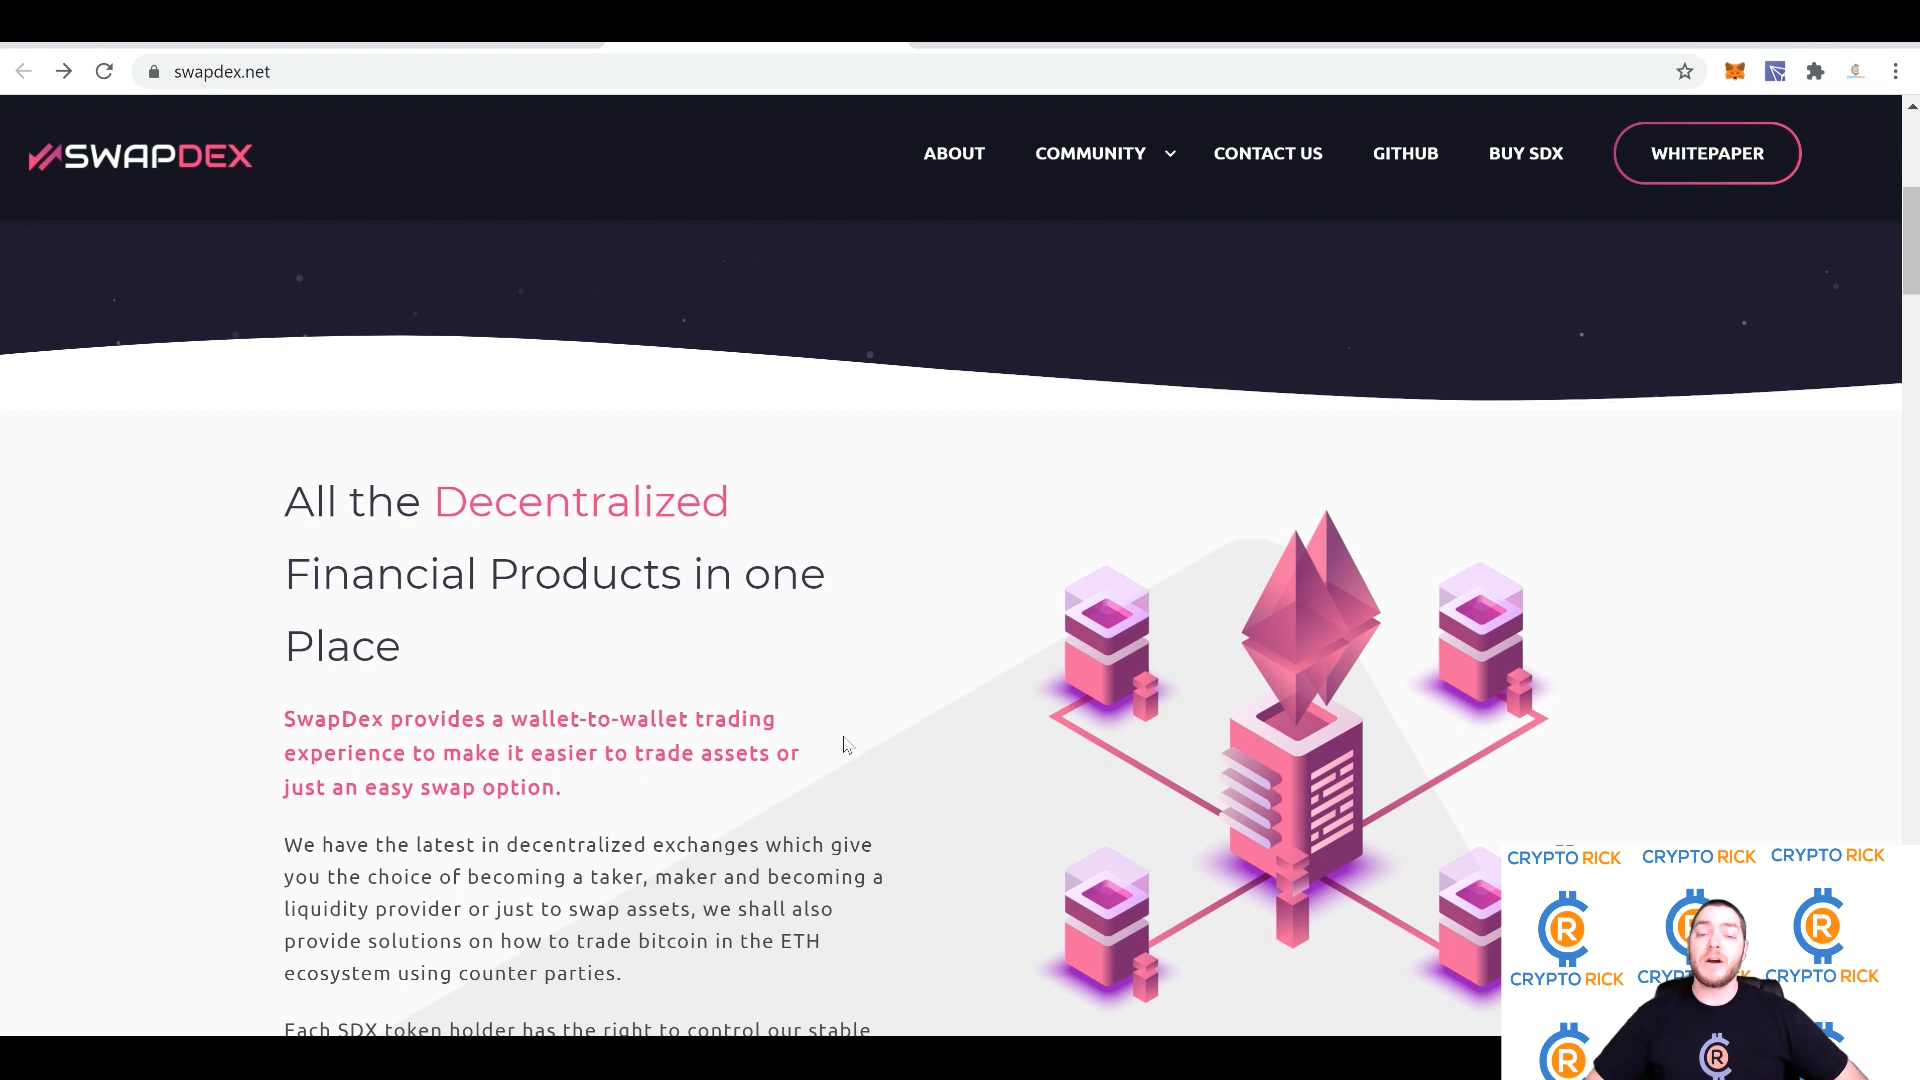 swapdex.net
SWAPDEX
ABOUT
COMMUNITY
CONTACT US
GITHUB
BUY SDX
WHITEPAPER
All the Decentralized
Financial Products in one
Place
SwapDex provides a wallet-to-wallet trading
experience to make it easier to trade assets or
just an easy swap option.
We have the latest in decentralized exchanges which give
you the choice of becoming a taker, maker and becoming a
liquidity provider or just to swap assets, we shall also
provide solutions on how to trade bitcoin in the ETH
ecosystem using counter parties.
Each SDX token holder has the right to control our stable
CRYPTO RICK CRYPTO RICK CRYPTO RICK
R R R
CRYPTO RICK CRYPTO RICK
R R